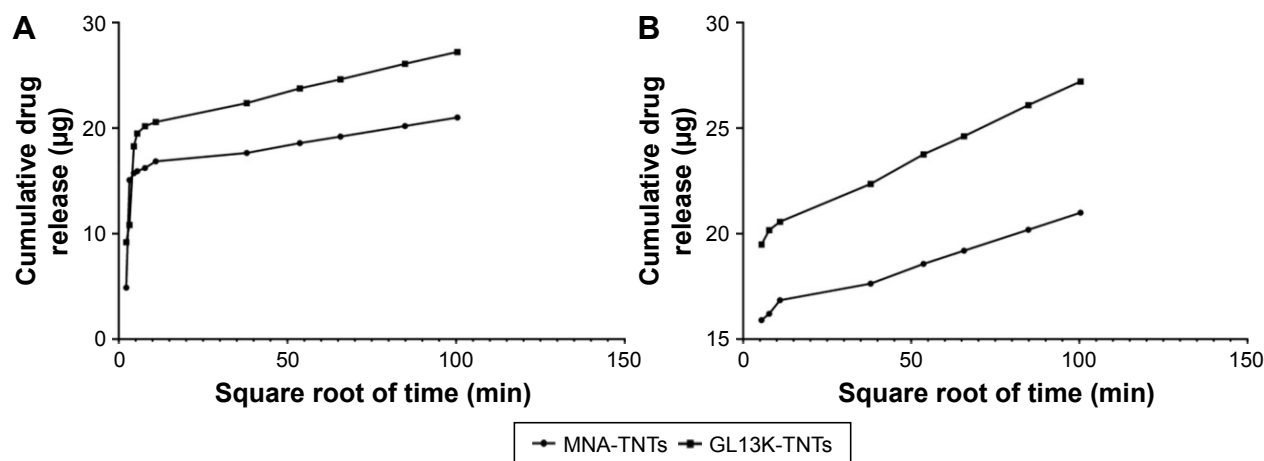 A
Cumulative drug
release (µg)
30
20
10
0
0
50
100
150
Square root of time (min)
B
Cumulative drug
release (µg)
30
25
20
15
0
50
100
150
Square root of time (min)
MNA-TNTs GL13K-TNTs